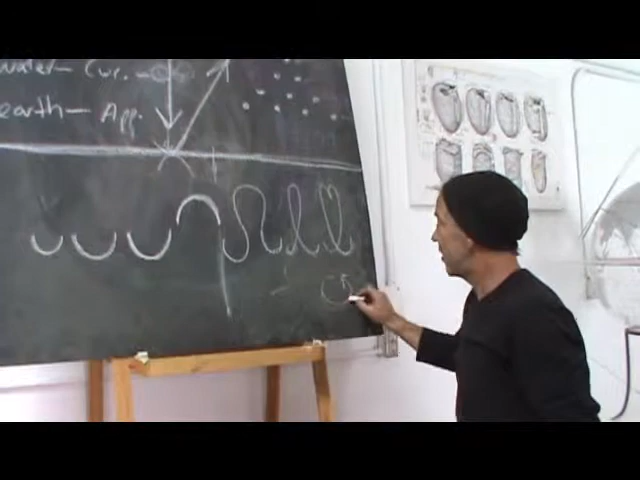 water — Cur.
earth — App.